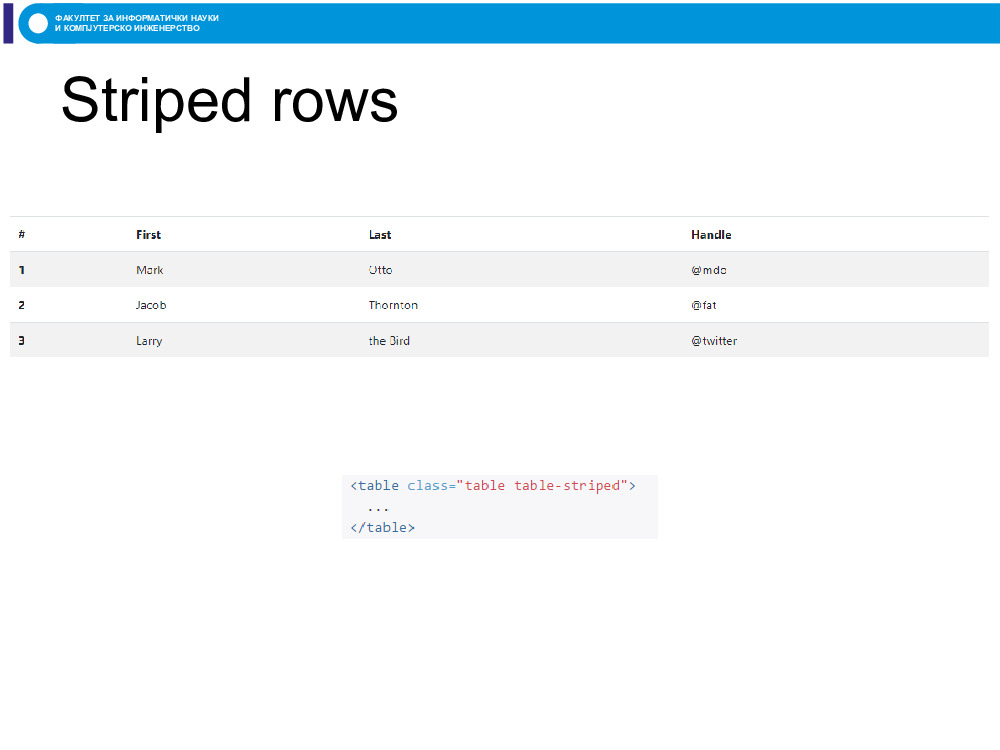 ФАКУЛТЕТ ЗА ИНФОРМАТИЧКИ НАУКИ
И КОМПЈУТЕРСКО ИНЖЕНЕРСТВО
Striped rows
# First Last Handle
1 Mark Otto @mdo
2 Jacob Thornton @fat
3 Larry the Bird @twitter
<table class="table table-striped">
...
</table>